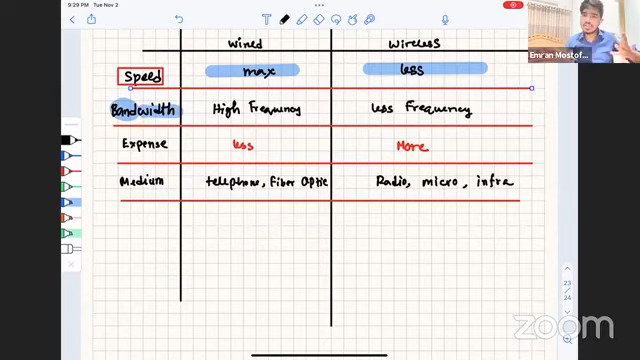 9:29 PM Tue Nov 2
Emran Mostof...
Wired Wireless
Speed max less
Bandwidth High Frequency less Frequency
Expense less More
Medium telephone, Fiber Optic Radio, micro, infra
23
24
zoom